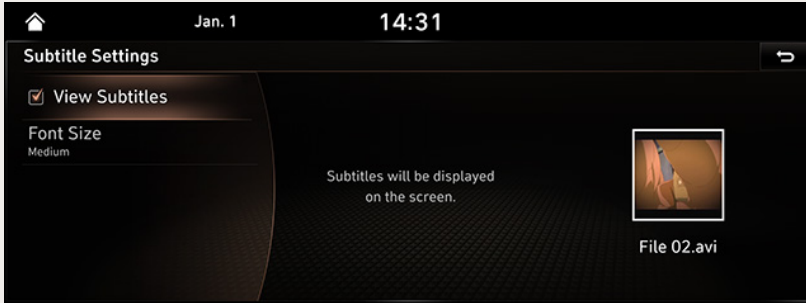 Jan. 1 14:31
Subtitle Settings
View Subtitles
Font Size
Medium
Subtitles will be displayed
on the screen.
File 02.avi